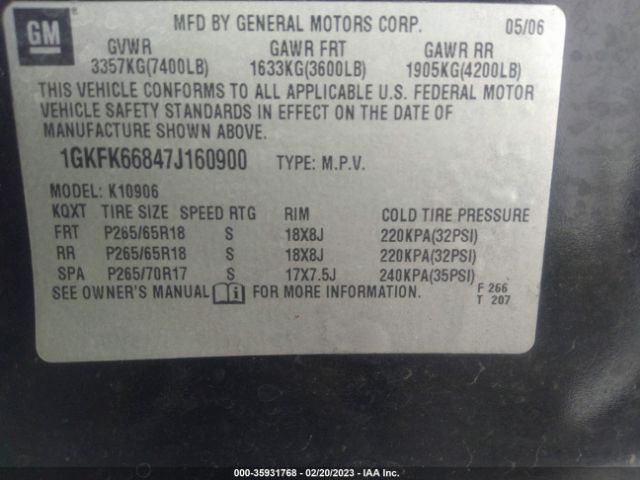 GM
MFD BY GENERAL MOTORS CORP. 05/06
GVWR GAWR FRT GAWR RR
3357KG(7400LB) 1633KG(3600LB) 1905KG(4200LB)
THIS VEHICLE CONFORMS TO ALL APPLICABLE U.S. FEDERAL MOTOR
VEHICLE SAFETY STANDARDS IN EFFECT ON THE DATE OF
MANUFACTURE SHOWN ABOVE.
1GKFK66847J160900 TYPE: M.P.V.
MODEL: K10906
KQXT TIRE SIZE SPEED RTG RIM COLD TIRE PRESSURE
FRT P265/65R18 S 18X8J 220KPA(32PSI)
RR P265/65R18 S 18X8J 220KPA(32PSI)
SPA P265/70R17 S 17X7.5J 240KPA(35PSI)
SEE OWNER'S MANUAL FOR MORE INFORMATION. F 266
T 207
000-35931768 - 02/20/2023 - IAA Inc.